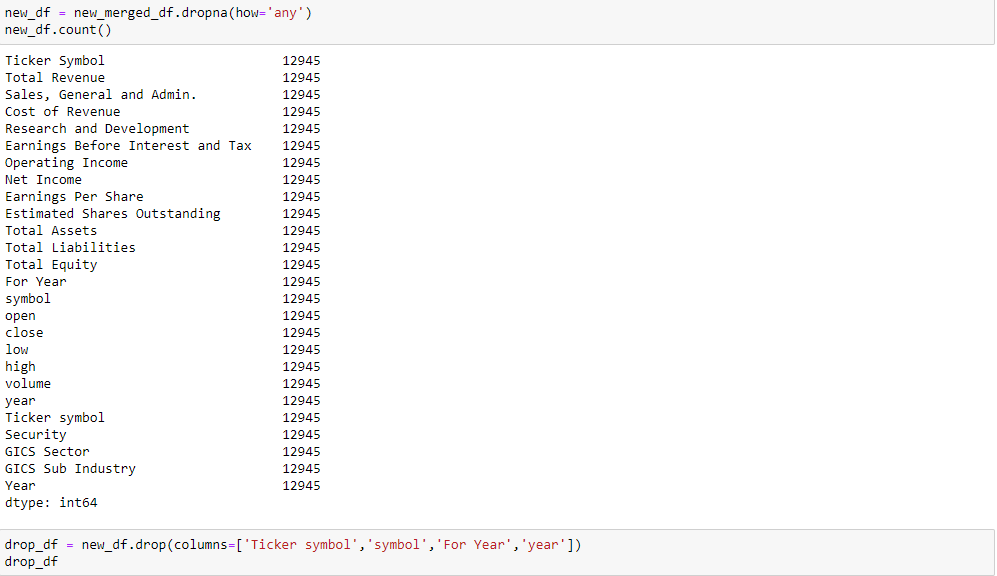 new_df = new_merged_df.dropna(how='any')
new_df.count()
Ticker Symbol 12945
Total Revenue 12945
Sales, General and Admin. 12945
Cost of Revenue 12945
Research and Development 12945
Earnings Before Interest and Tax 12945
Operating Income 12945
Net Income 12945
Earnings Per Share 12945
Estimated Shares Outstanding 12945
Total Assets 12945
Total Liabilities 12945
Total Equity 12945
For Year 12945
symbol 12945
open 12945
close 12945
low 12945
high 12945
volume 12945
year 12945
Ticker symbol 12945
Security 12945
GICS Sector 12945
GICS Sub Industry 12945
Year 12945
dtype: int64
drop_df = new_df.drop(columns=['Ticker symbol','symbol','For Year','year'])
drop_df